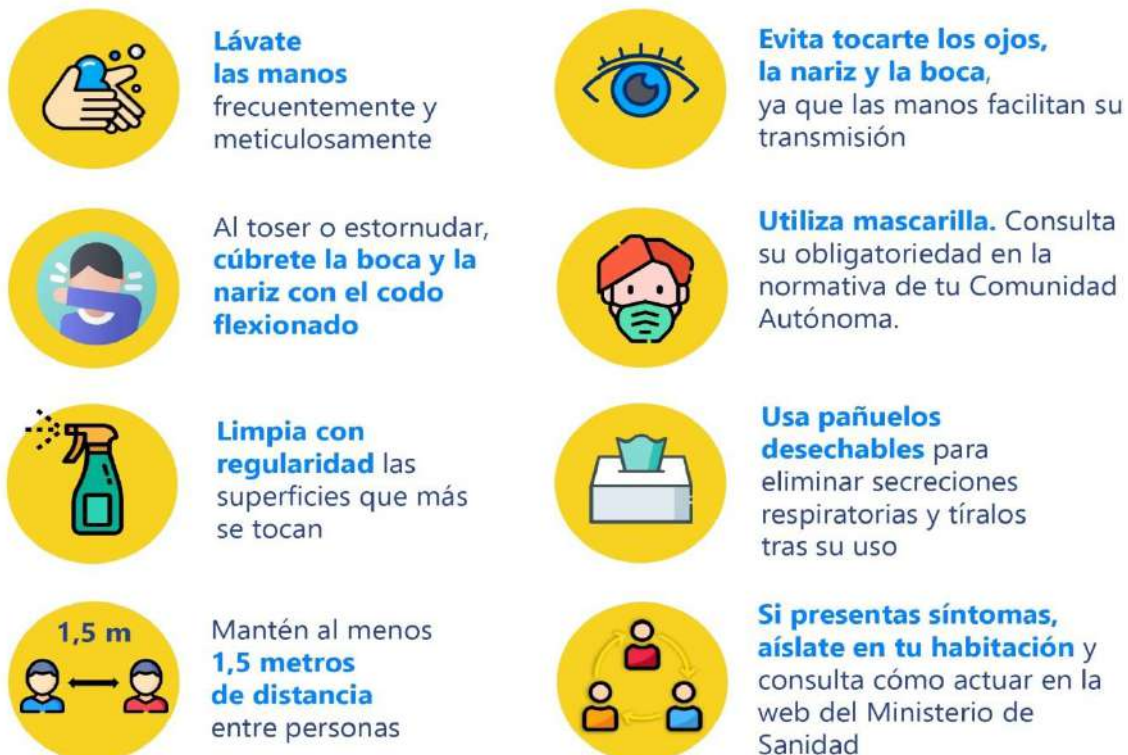 Lávate
las manos
frecuentemente y
meticulosamente
Evita tocarte los ojos,
la nariz y la boca,
ya que las manos facilitan su
transmisión
Al toser o estornudar,
cúbrete la boca y la
nariz con el codo
flexionado
Utiliza mascarilla. Consulta
su obligatoriedad en la
normativa de tu Comunidad
Autónoma.
Limpia con
regularidad las
superficies que más
se tocan
Usa pañuelos
desechables para
eliminar secreciones
respiratorias y tíralos
tras su uso
1,5 m
Mantén al menos
1,5 metros
de distancia
entre personas
Si presentas síntomas,
aíslate en tu habitación y
consulta cómo actuar en la
web del Ministerio de
Sanidad